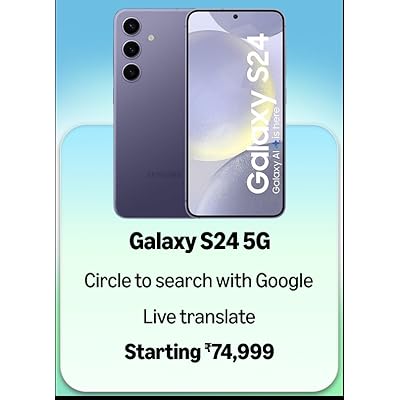 SAMSUNG
Galaxy S24
Galaxy AI ✦ is here
Galaxy S24 5G
Circle to search with Google
Live translate
Starting ₹74,999